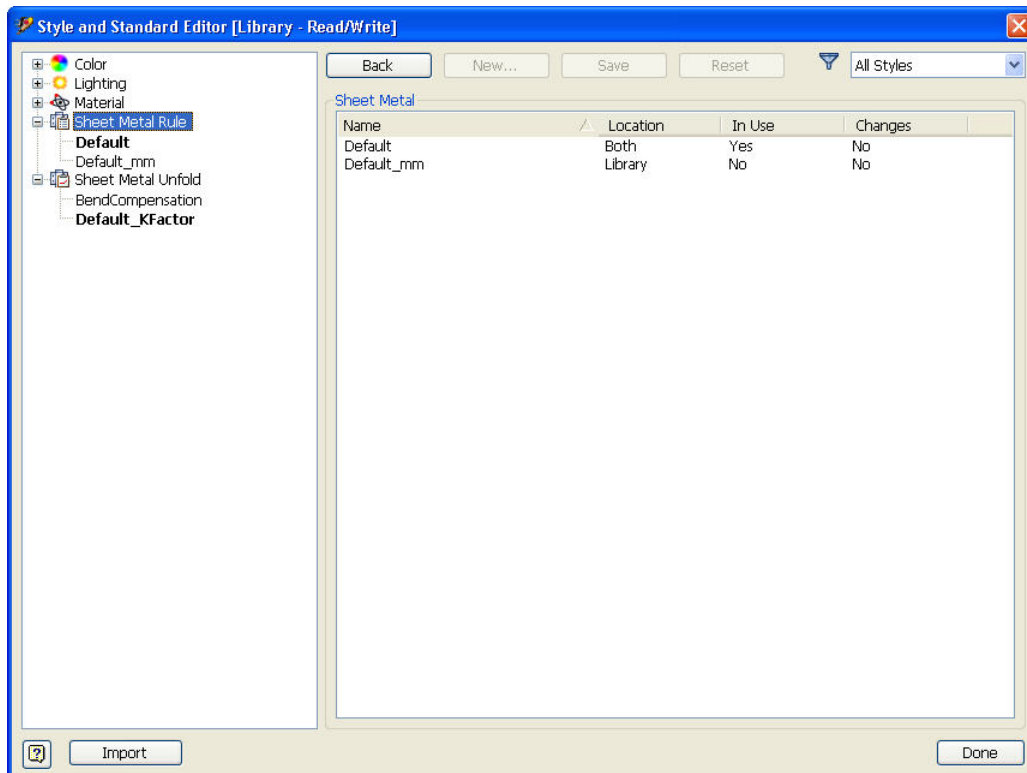 Style and Standard Editor [Library - Read/Write]
Back New... Save Reset All Styles
Color
Lighting
Material
Sheet Metal Rule
Default
Default_mm
Sheet Metal Unfold
BendCompensation
Default_KFactor
Sheet Metal
Name Location In Use Changes
Default Both Yes No
Default_mm Library No No
? Import Done